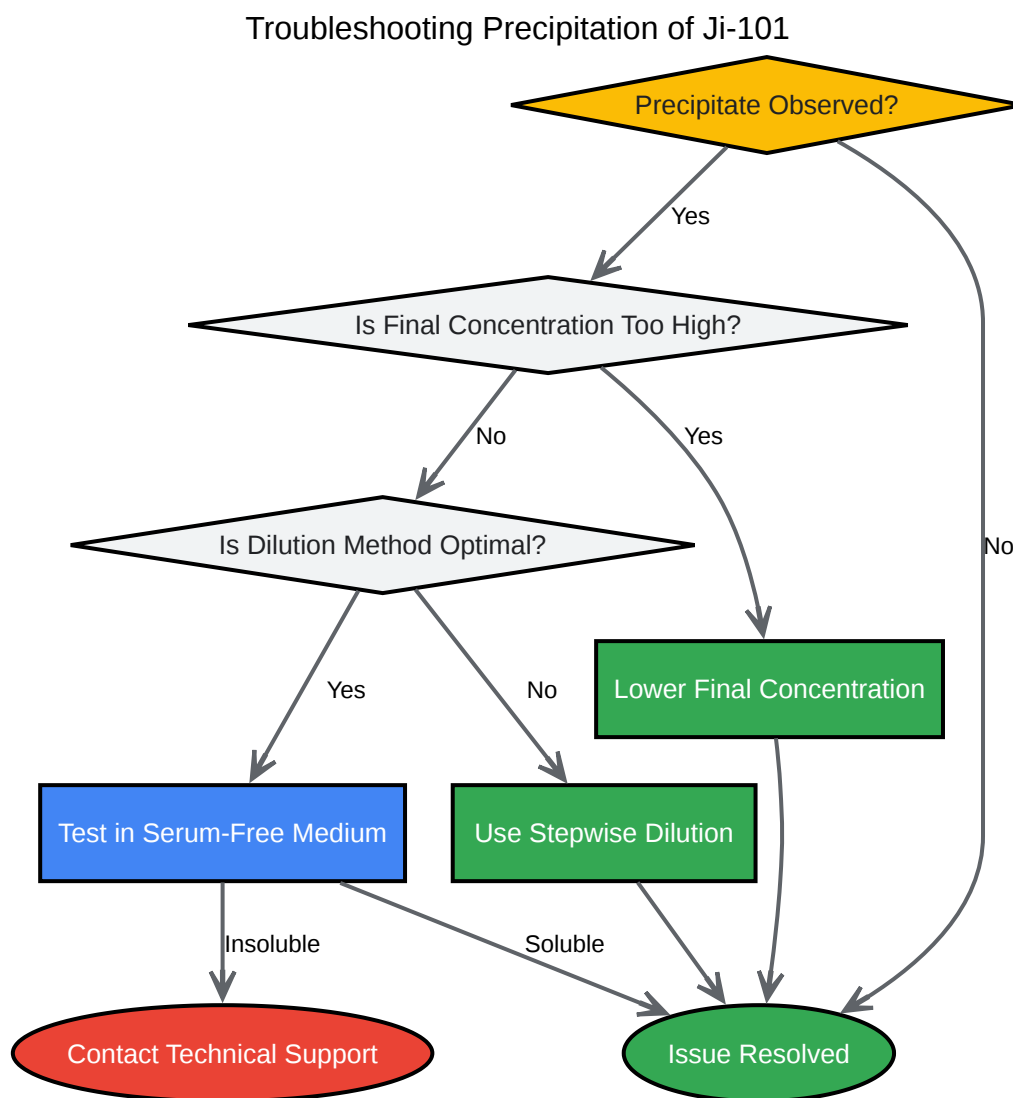 Troubleshooting Precipitation of Ji-101
Precipitate Observed?
Yes
Is Final Concentration Too High?
No
Yes
Is Dilution Method Optimal?
No
Yes
No
Lower Final Concentration
Test in Serum-Free Medium
Use Stepwise Dilution
Insoluble
Soluble
Contact Technical Support
Issue Resolved